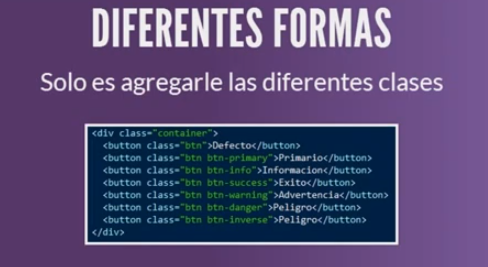 DIFERENTES FORMAS
Solo es agregarle las diferentes clases
<div class="container">
<button class="btn">Defecto</button>
<button class="btn btn-primary">Primario</button>
<button class="btn btn-info">Informacion</button>
<button class="btn btn-success">Exito</button>
<button class="btn btn-warning">Advertencia</button>
<button class="btn btn-danger">Peligro</button>
<button class="btn btn-inverse">Peligro</button>
</div>